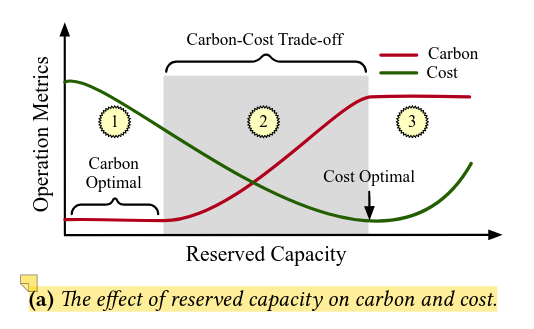 Carbon-Cost Trade-off
Carbon
Cost
Operation Metrics
1
2
3
Carbon
Optimal
Cost Optimal
Reserved Capacity
(a) The effect of reserved capacity on carbon and cost.